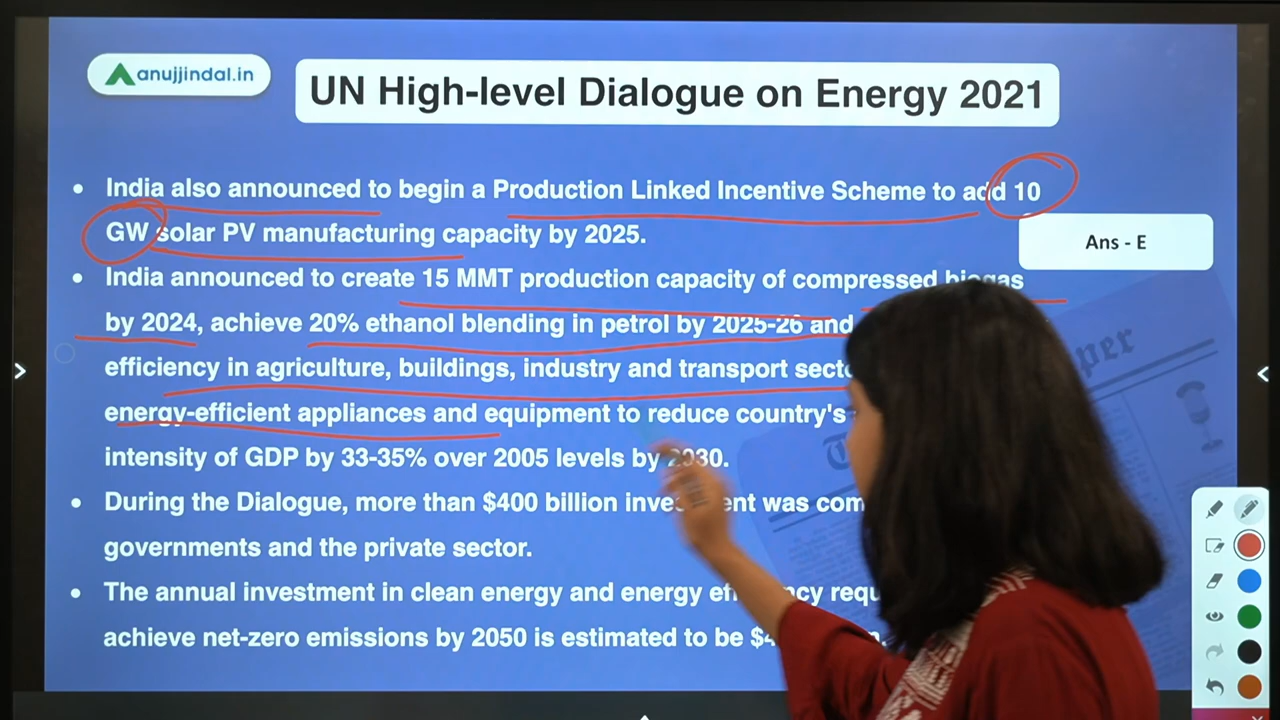 anujjindal.in
UN High-level Dialogue on Energy 2021
• India also announced to begin a Production Linked Incentive Scheme to add 10
GW solar PV manufacturing capacity by 2025.
Ans - E
• India announced to create 15 MMT production capacity of compressed biogas
by 2024, achieve 20% ethanol blending in petrol by 2025-26 and
efficiency in agriculture, buildings, industry and transport
energy-efficient appliances and equipment to reduce country's
intensity of GDP by 33-35% over 2005 levels by 2030.
• During the Dialogue, more than $400 billion investment was
governments and the private sector.
• The annual investment in clean energy and energy efficiency
achieve net-zero emissions by 2050 is estimated to be